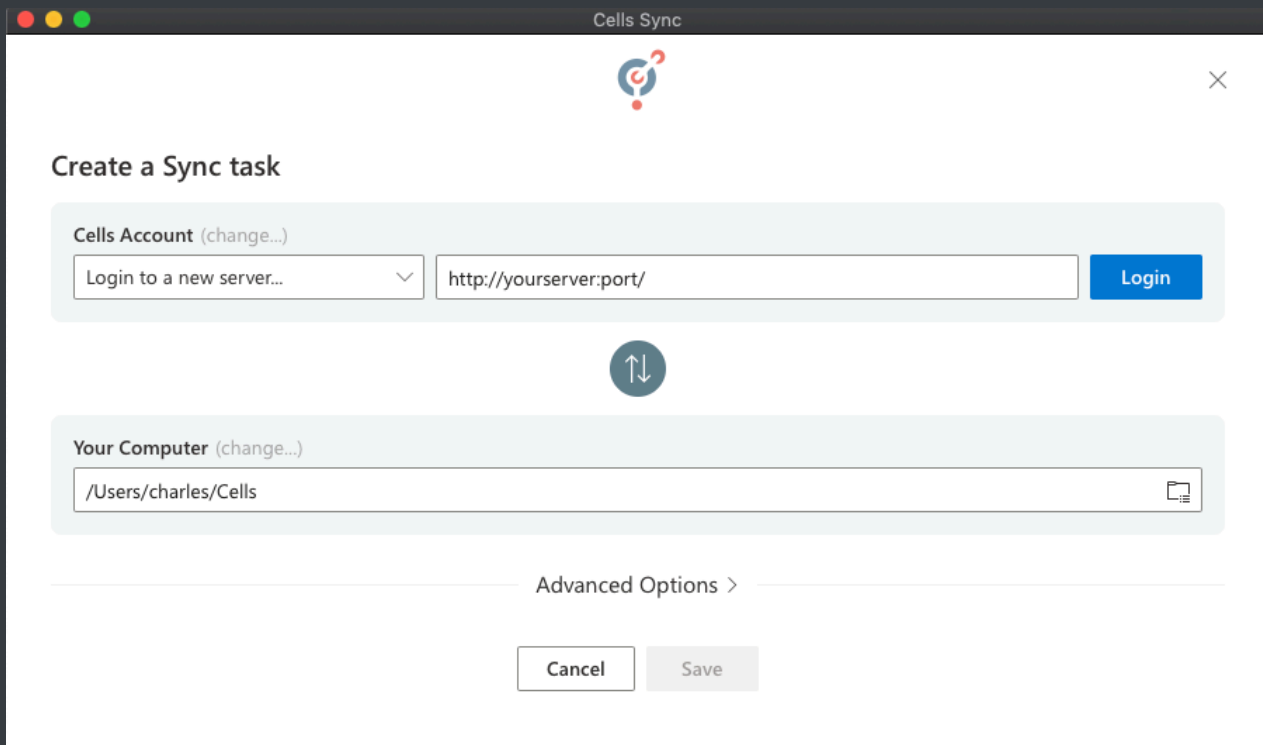 Cells Sync
Create a Sync task
Cells Account (change...)
Login to a new server... http://yourserver:port/ Login
Your Computer (change...)
/Users/charles/Cells
Advanced Options
Cancel Save